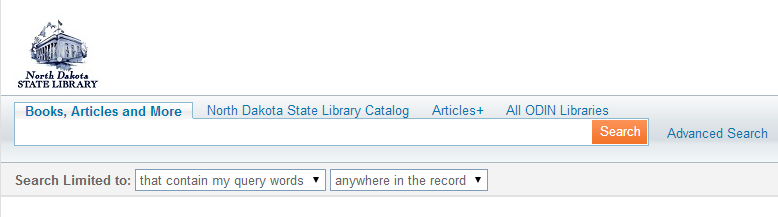 North Dakota
STATE LIBRARY
Books, Articles and More North Dakota State Library Catalog Articles+ All ODIN Libraries
Search Advanced Search
Search Limited to: that contain my query words anywhere in the record